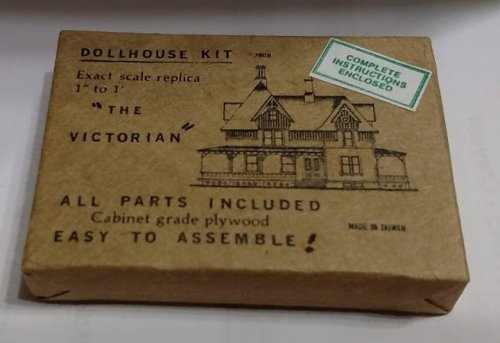 DOLLHOUSE KIT
7808
Exact scale replica
1" to 1'
"THE
VICTORIAN"
COMPLETE
INSTRUCTIONS
ENCLOSED
ALL PARTS INCLUDED
Cabinet grade plywood
MADE IN TAIWAN
EASY TO ASSEMBLE!